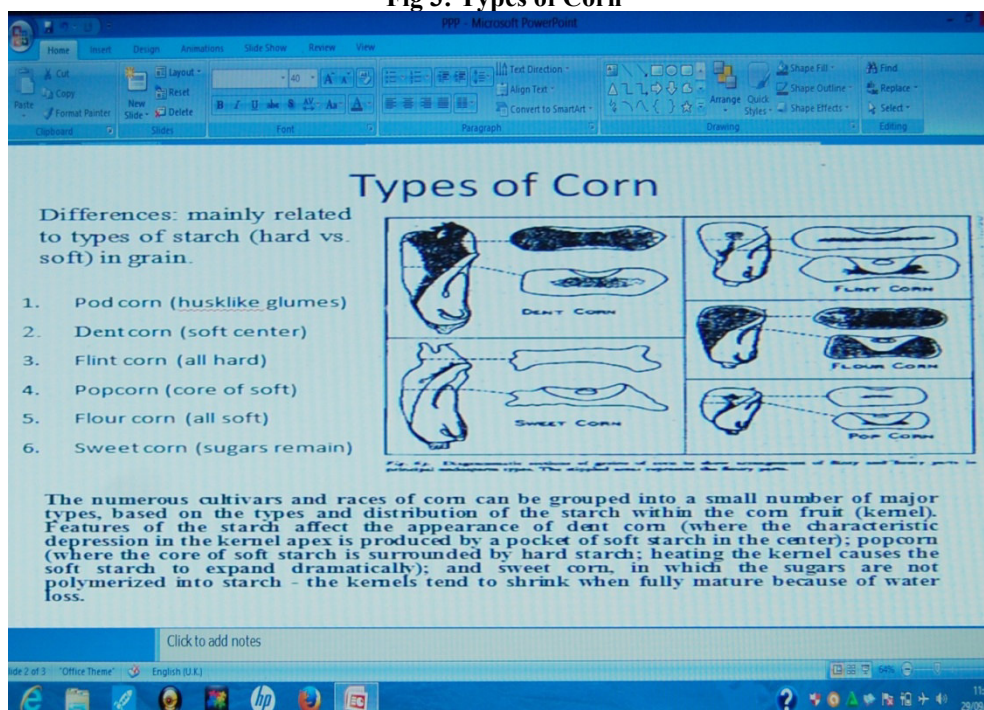 Fig 3: Types of Corn
PPP - Microsoft PowerPoint
Home Insert Design Animations Slide Show Review View
Cut
Copy
Format Painter
Paste
New Slide
Layout
Reset
Delete
40
Text Direction
Align Text
Convert to SmartArt
Arrange
Quick Styles
Shape Fill
Shape Outline
Shape Effects
Find
Replace
Select
Clipboard Slides Font Paragraph Drawing Editing
Types of Corn
Differences: mainly related
to types of starch (hard vs.
soft) in grain.
1. Pod corn (husklike glumes)
2. Dent corn (soft center)
3. Flint corn (all hard)
4. Popcorn (core of soft)
5. Flour corn (all soft)
6. Sweet corn (sugars remain)
DENT CORN
FLINT CORN
FLOUR CORN
SWEET CORN
POP CORN
The numerous cultivars and races of corn can be grouped into a small number of major
types, based on the types and distribution of the starch within the corn fruit (kernel).
Features of the starch affect the appearance of dent corn (where the characteristic
depression in the kernel apex is produced by a pocket of soft starch in the center); popcorn
(where the core of soft starch is surrounded by hard starch; heating the kernel causes the
soft starch to expand dramatically); and sweet corn, in which the sugars are not
polymerized into starch - the kernels tend to shrink when fully mature because of water
loss.
Click to add notes
2 of 3 "Office Theme" English (U.K.) 64%
hp